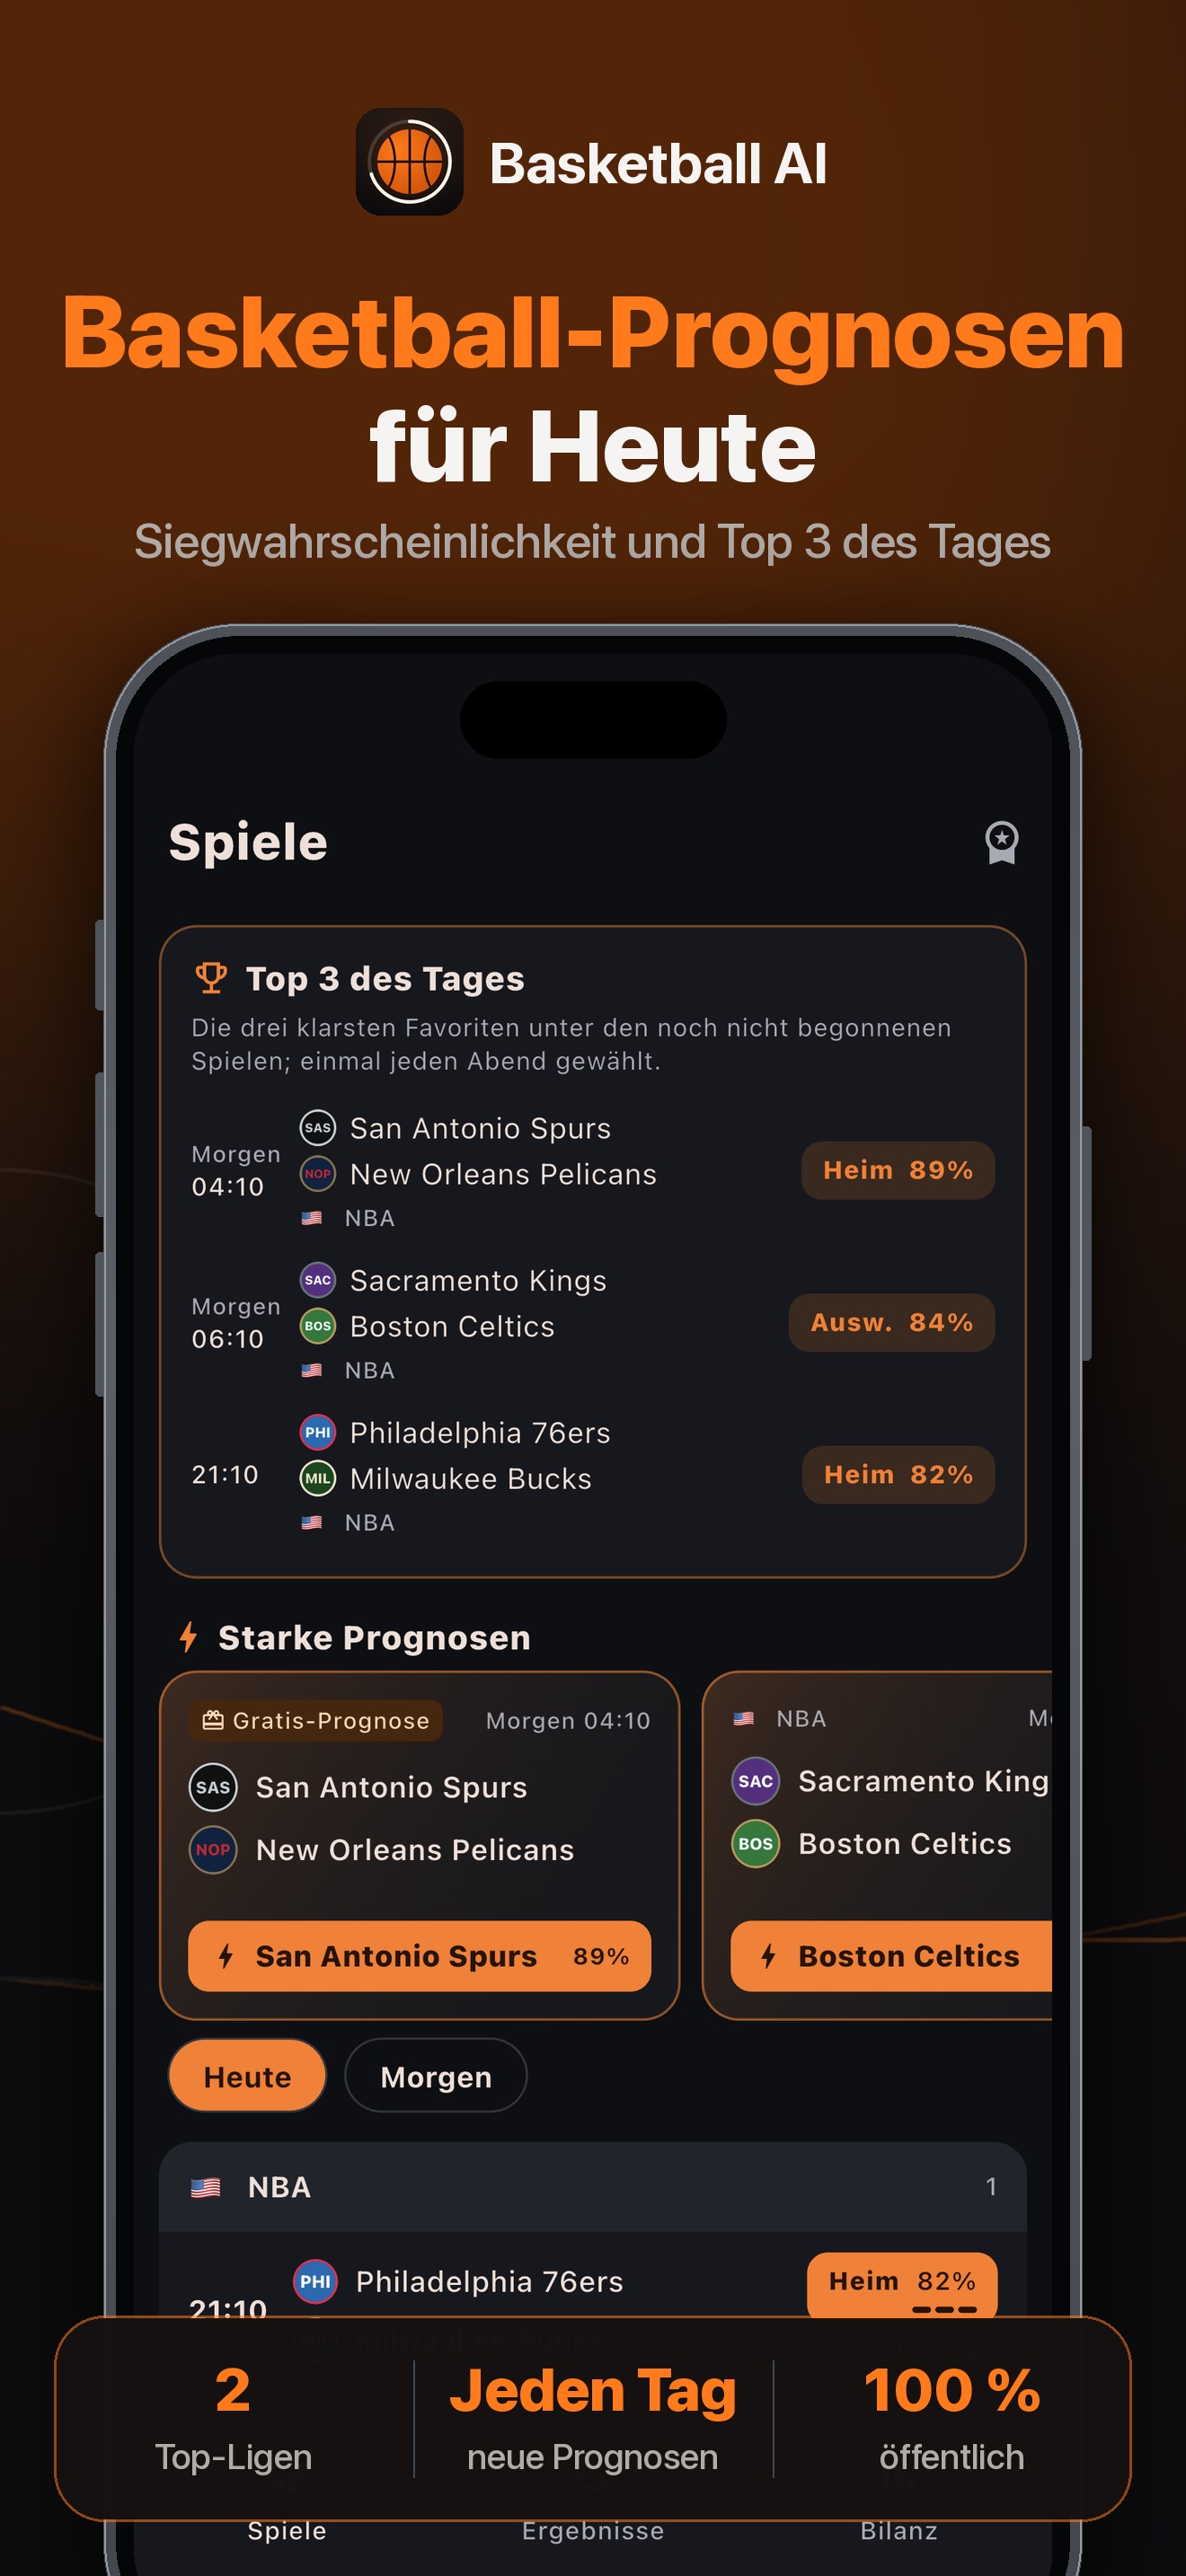 Basketball AI
Basketball-Prognosen
für Heute
Siegwahrscheinlichkeit und Top 3 des Tages
Spiele
Top 3 des Tages
Die drei klarsten Favoriten unter den noch nicht begonnenen
Spielen; einmal jeden Abend gewählt.
Morgen
04:10
SAS San Antonio Spurs
NOP New Orleans Pelicans
NBA
Heim 89%
Morgen
06:10
SAC Sacramento Kings
BOS Boston Celtics
NBA
Ausw. 84%
21:10
PHI Philadelphia 76ers
MIL Milwaukee Bucks
NBA
Heim 82%
Starke Prognosen
Gratis-Prognose Morgen 04:10
SAS San Antonio Spurs
NOP New Orleans Pelicans
San Antonio Spurs 89%
NBA Mo
SAC Sacramento King
BOS Boston Celtics
Boston Celtics
Heute Morgen
NBA 1
21:10
PHI Philadelphia 76ers
Milwaukee Bucks
Heim 82%
2
Top-Ligen
Jeden Tag
neue Prognosen
100 %
öffentlich
Spiele Ergebnisse Bilanz